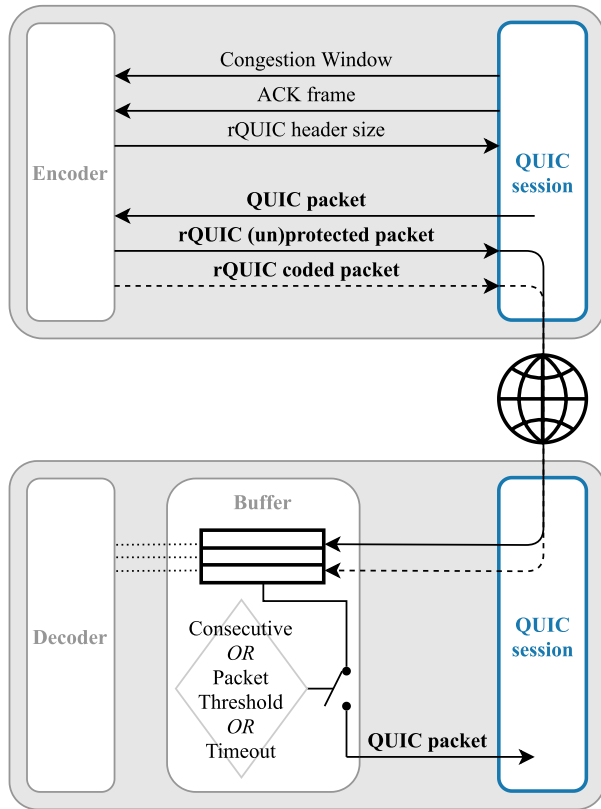 Congestion Window
ACK frame
rQUIC header size
Encoder
QUIC
session
QUIC packet
rQUIC (un)protected packet
rQUIC coded packet
Buffer
Decoder
Consecutive
OR
Packet
Threshold
OR
Timeout
QUIC
session
QUIC packet